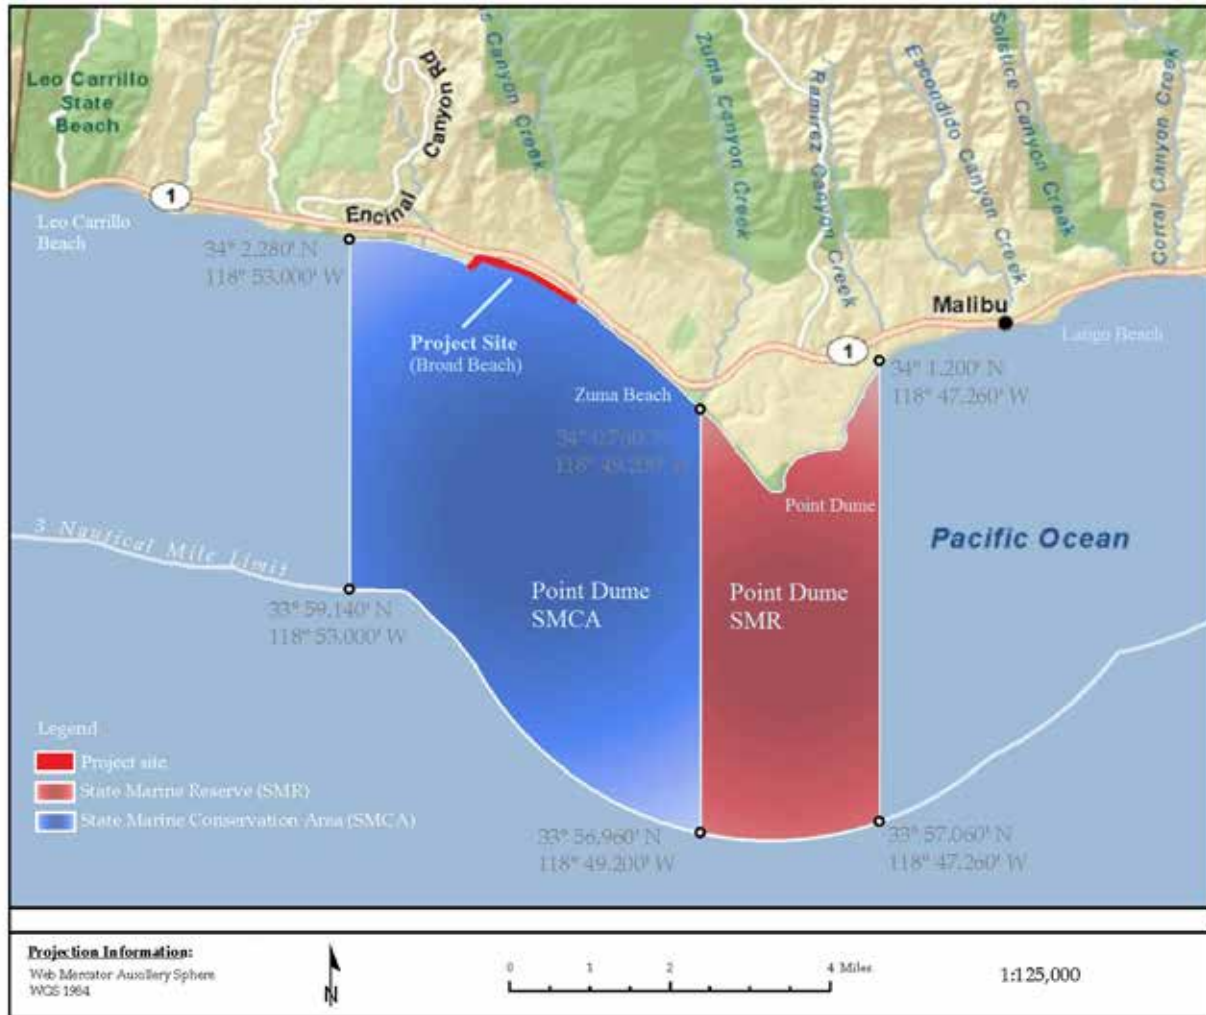 Leo Carrillo
State
Beach
Canyon Rd
Encinal
s Canyon Creek
Zuma Canyon Creek
Ramirez Canyon Creek
Escondido Canyon Creek
Solstice Canyon Creek
Corral Canyon Creek
1
Leo Carrillo
Beach
34° 2.280' N
118° 53.000' W
Project Site
(Broad Beach)
Malibu
1
34° 1.200' N
118° 47.260' W
Zuma Beach
118° 49.200' W
Point Dume
Pacific Ocean
3 Nautical Mile Limit
33° 59.140' N
118° 53.000' W
Point Dume
SMCA
Point Dume
SMR
Legend
Project site
State Marine Reserve (SMR)
State Marine Conservation Area (SMCA)
33° 56.960' N
118° 49.200' W
33° 57.060' N
118° 47.260' W
Projection Information:
Web Mercator Auxillery Sphere
WGS 1984
N
0 1 2 4 Miles
1:125,000